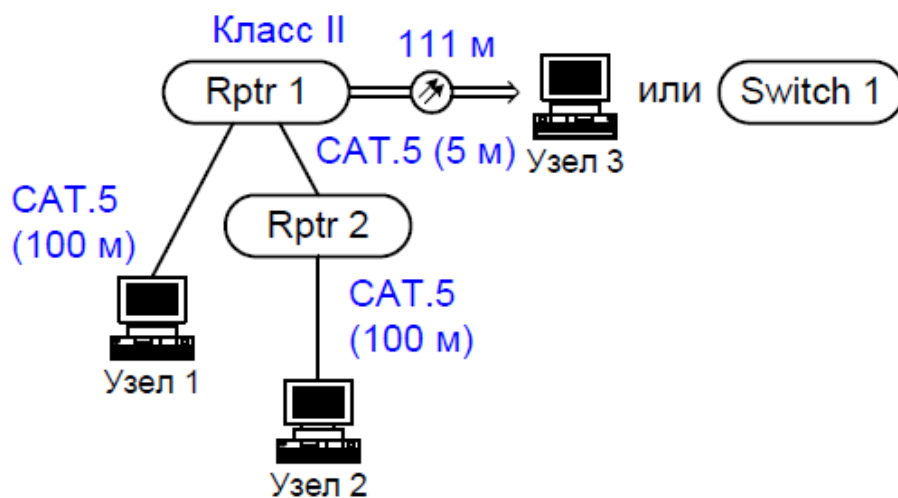 Класс II
111 м
Rptr 1
или
Switch 1
Узел 3
CAT.5 (5 м)
CAT.5
(100 м)
Rptr 2
CAT.5
(100 м)
Узел 1
Узел 2